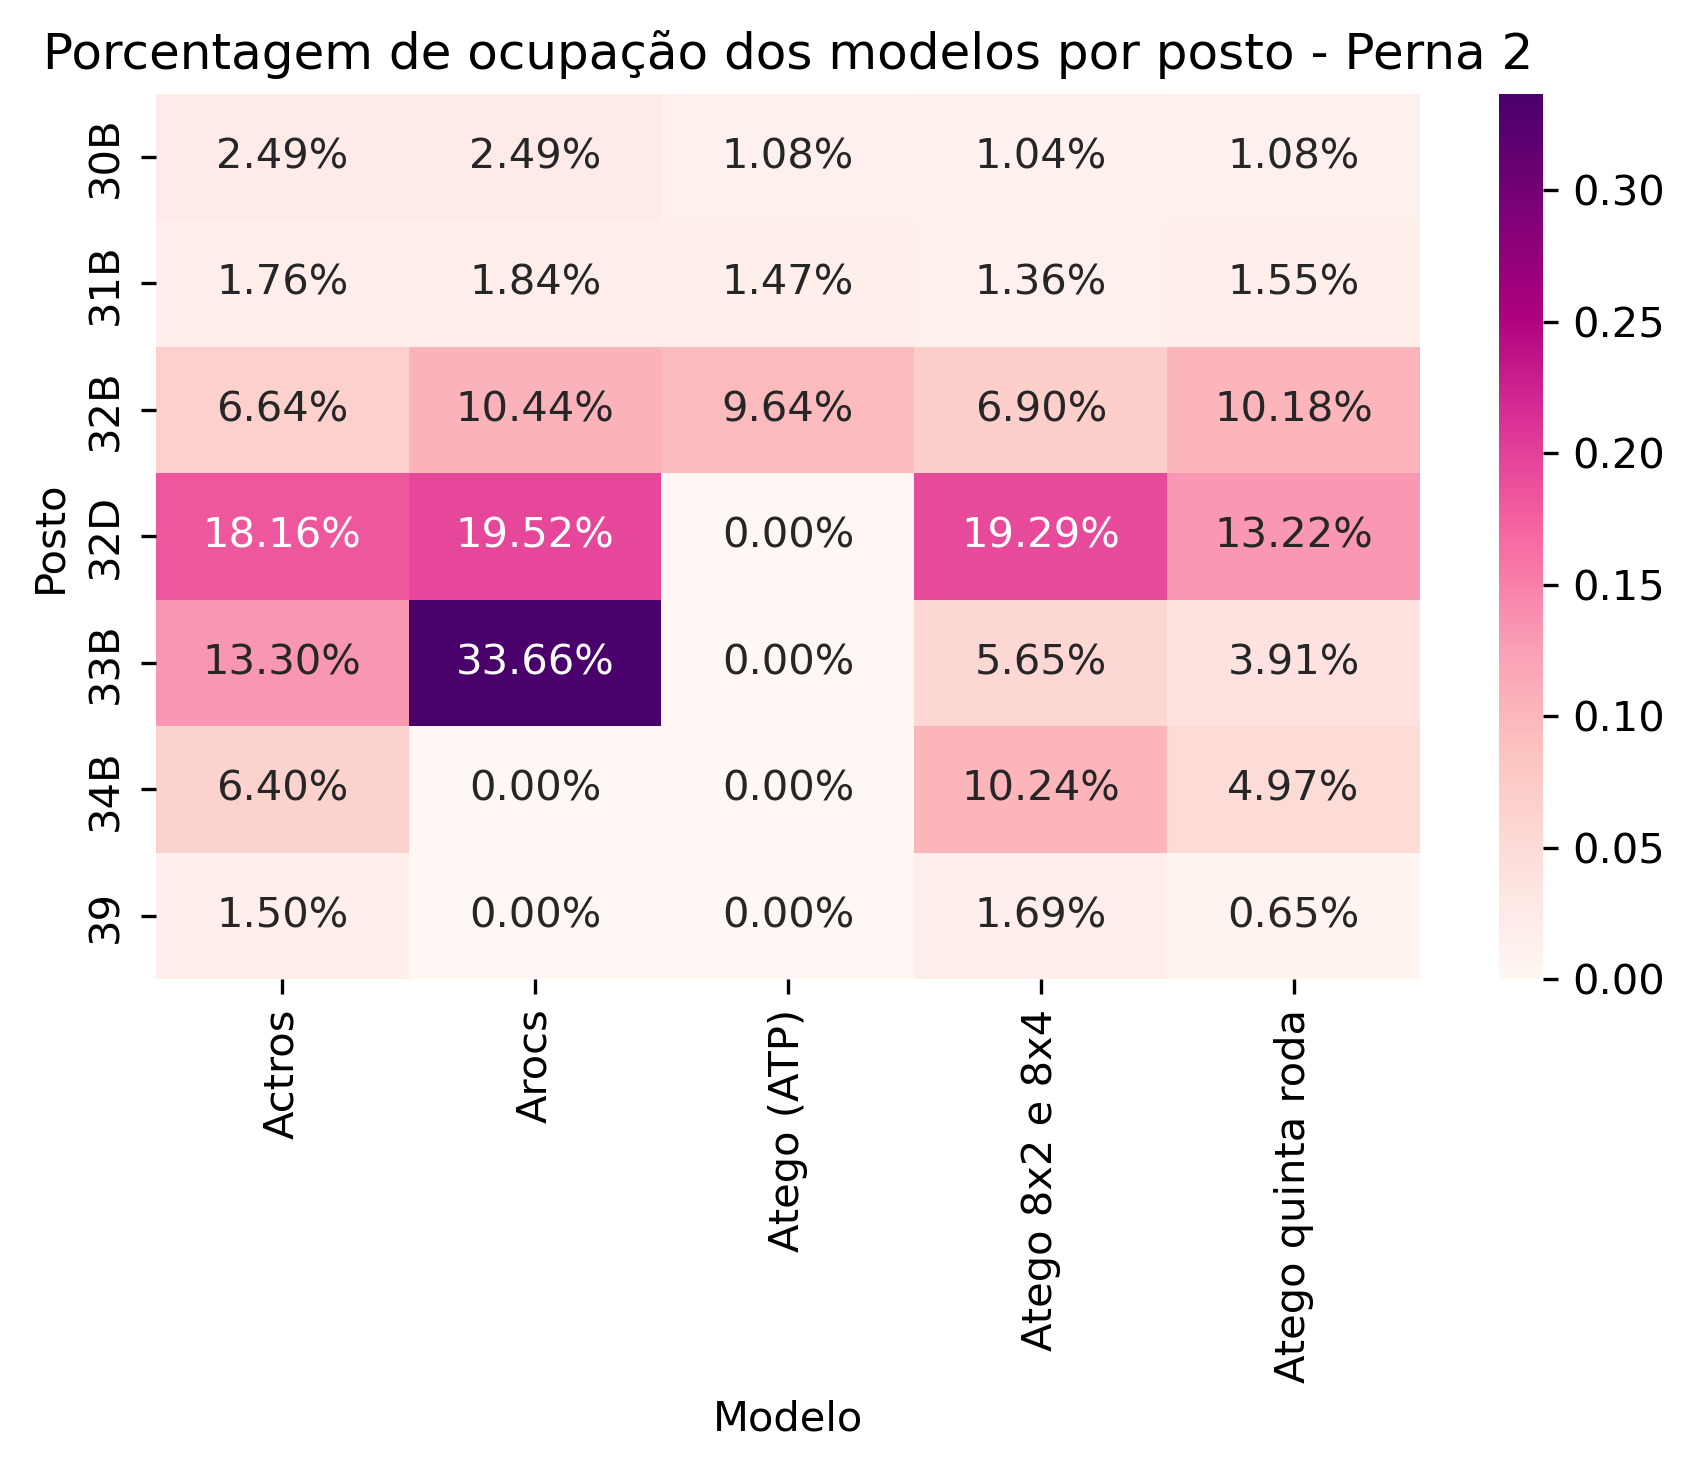 Porcentagem de ocupação dos modelos por posto - Perna 2
Posto
30B 2.49% 2.49% 1.08% 1.04% 1.08%
31B 1.76% 1.84% 1.47% 1.36% 1.55%
32B 6.64% 10.44% 9.64% 6.90% 10.18%
32D 18.16% 19.52% 0.00% 19.29% 13.22%
33B 13.30% 33.66% 0.00% 5.65% 3.91%
34B 6.40% 0.00% 0.00% 10.24% 4.97%
39 1.50% 0.00% 0.00% 1.69% 0.65%
Actros
Arocs
Atego (ATP)
Atego 8x2 e 8x4
Atego quinta roda
Modelo
0.30
0.25
0.20
0.15
0.10
0.05
0.00